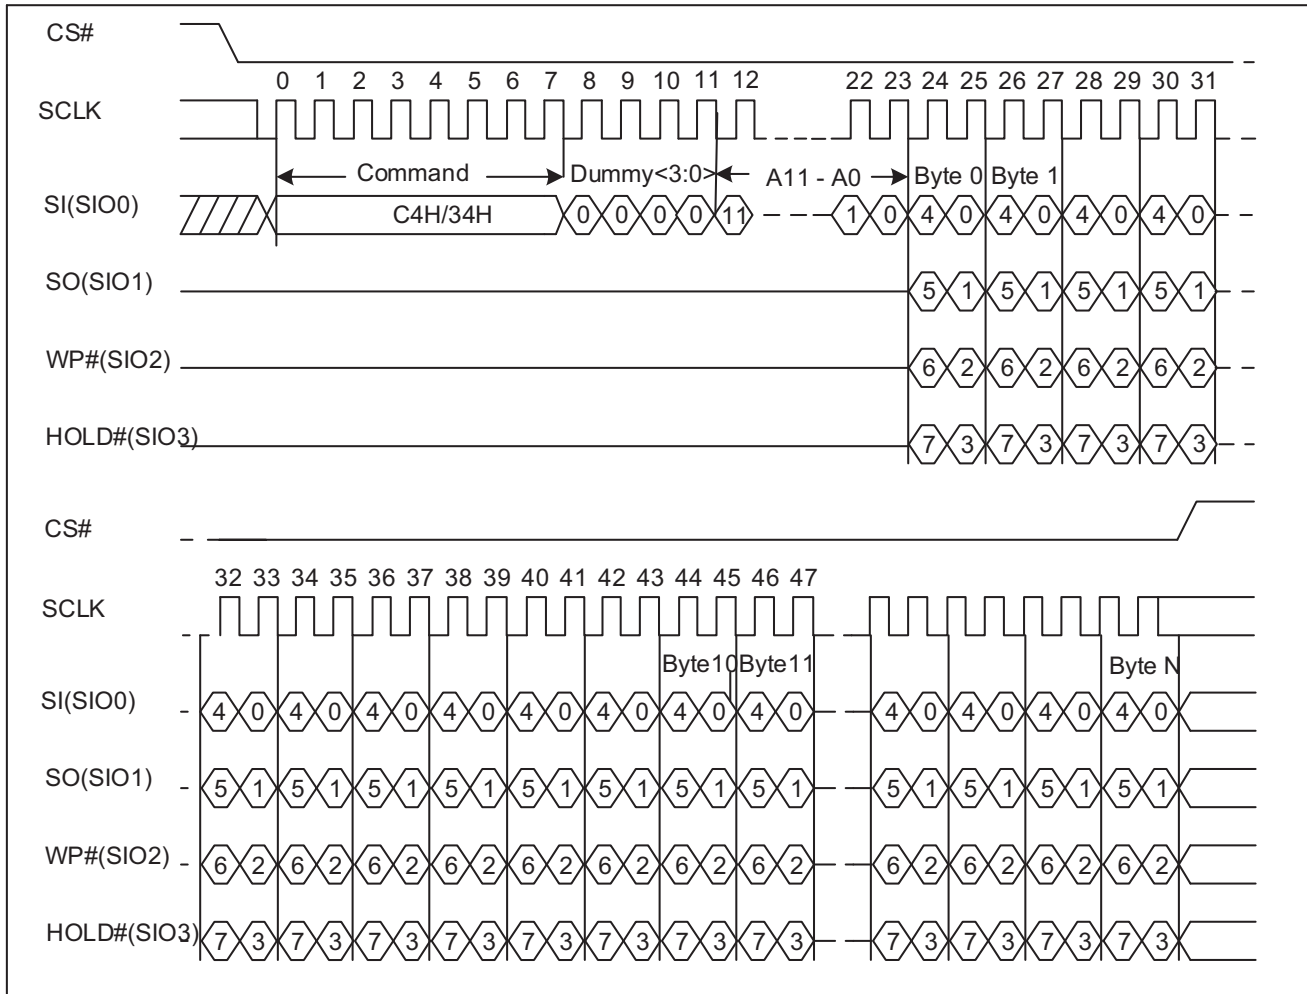 CS#
0 1 2 3 4 5 6 7 8 9 10 11 12 22 23 24 25 26 27 28 29 30 31
SCLK
Command Dummy<3:0> A11 - A0 Byte 0 Byte 1
SI(SIO0) C4H/34H 0 0 0 0 11 1 0 4 0 4 0 4 0 4 0
SO(SIO1) 5 1 5 1 5 1 5 1
WP#(SIO2) 6 2 6 2 6 2 6 2
HOLD#(SIO3) 7 3 7 3 7 3 7 3
CS#
32 33 34 35 36 37 38 39 40 41 42 43 44 45 46 47
SCLK
Byte10 Byte11 Byte N
SI(SIO0) 4 0 4 0 4 0 4 0 4 0 4 0 4 0 4 0 4 0 4 0 4 0 4 0
SO(SIO1) 5 1 5 1 5 1 5 1 5 1 5 1 5 1 5 1 5 1 5 1 5 1 5 1
WP#(SIO2) 6 2 6 2 6 2 6 2 6 2 6 2 6 2 6 2 6 2 6 2 6 2 6 2
HOLD#(SIO3) 7 3 7 3 7 3 7 3 7 3 7 3 7 3 7 3 7 3 7 3 7 3 7 3